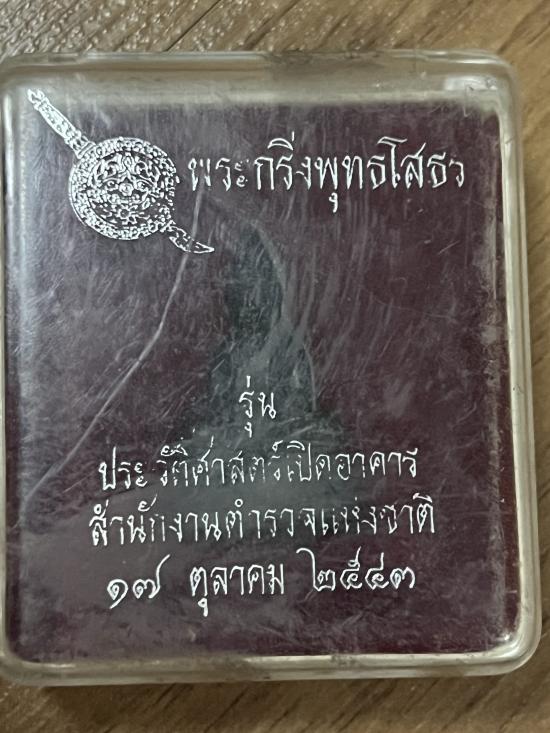 พระกริ่งพุทธโสธร
รุ่น
ประวัติศาสตร์เปิดอาคาร
สำนักงานตำรวจแห่งชาติ
๑๗ ตุลาคม ๒๕๔๓